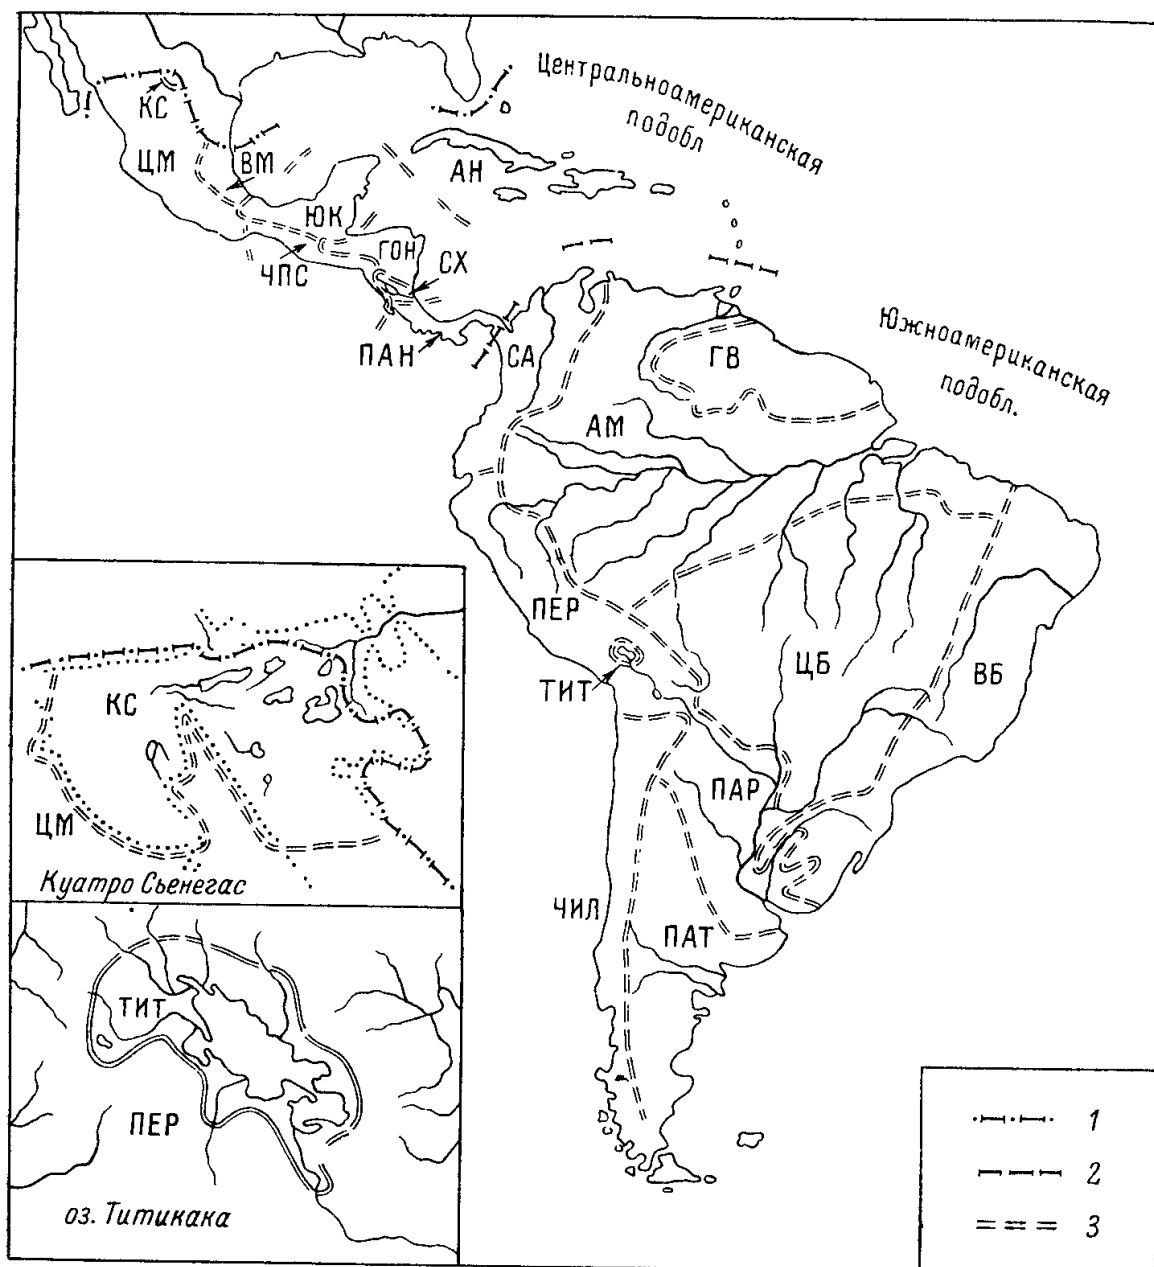 Центральноамериканская
подобл
КС
ЦМ
ВМ
АН
ЮК
ГОН
СХ
ЧПС
ПАН
СА
ГВ
Южноамериканская
подобл.
АМ
ПЕР
ТИТ
ЦБ
ВБ
ПАР
ЧИЛ
ПАТ
КС
ЦМ
Куатро Сьенегас
ТИТ
ПЕР
оз. Титикака
1
2
3